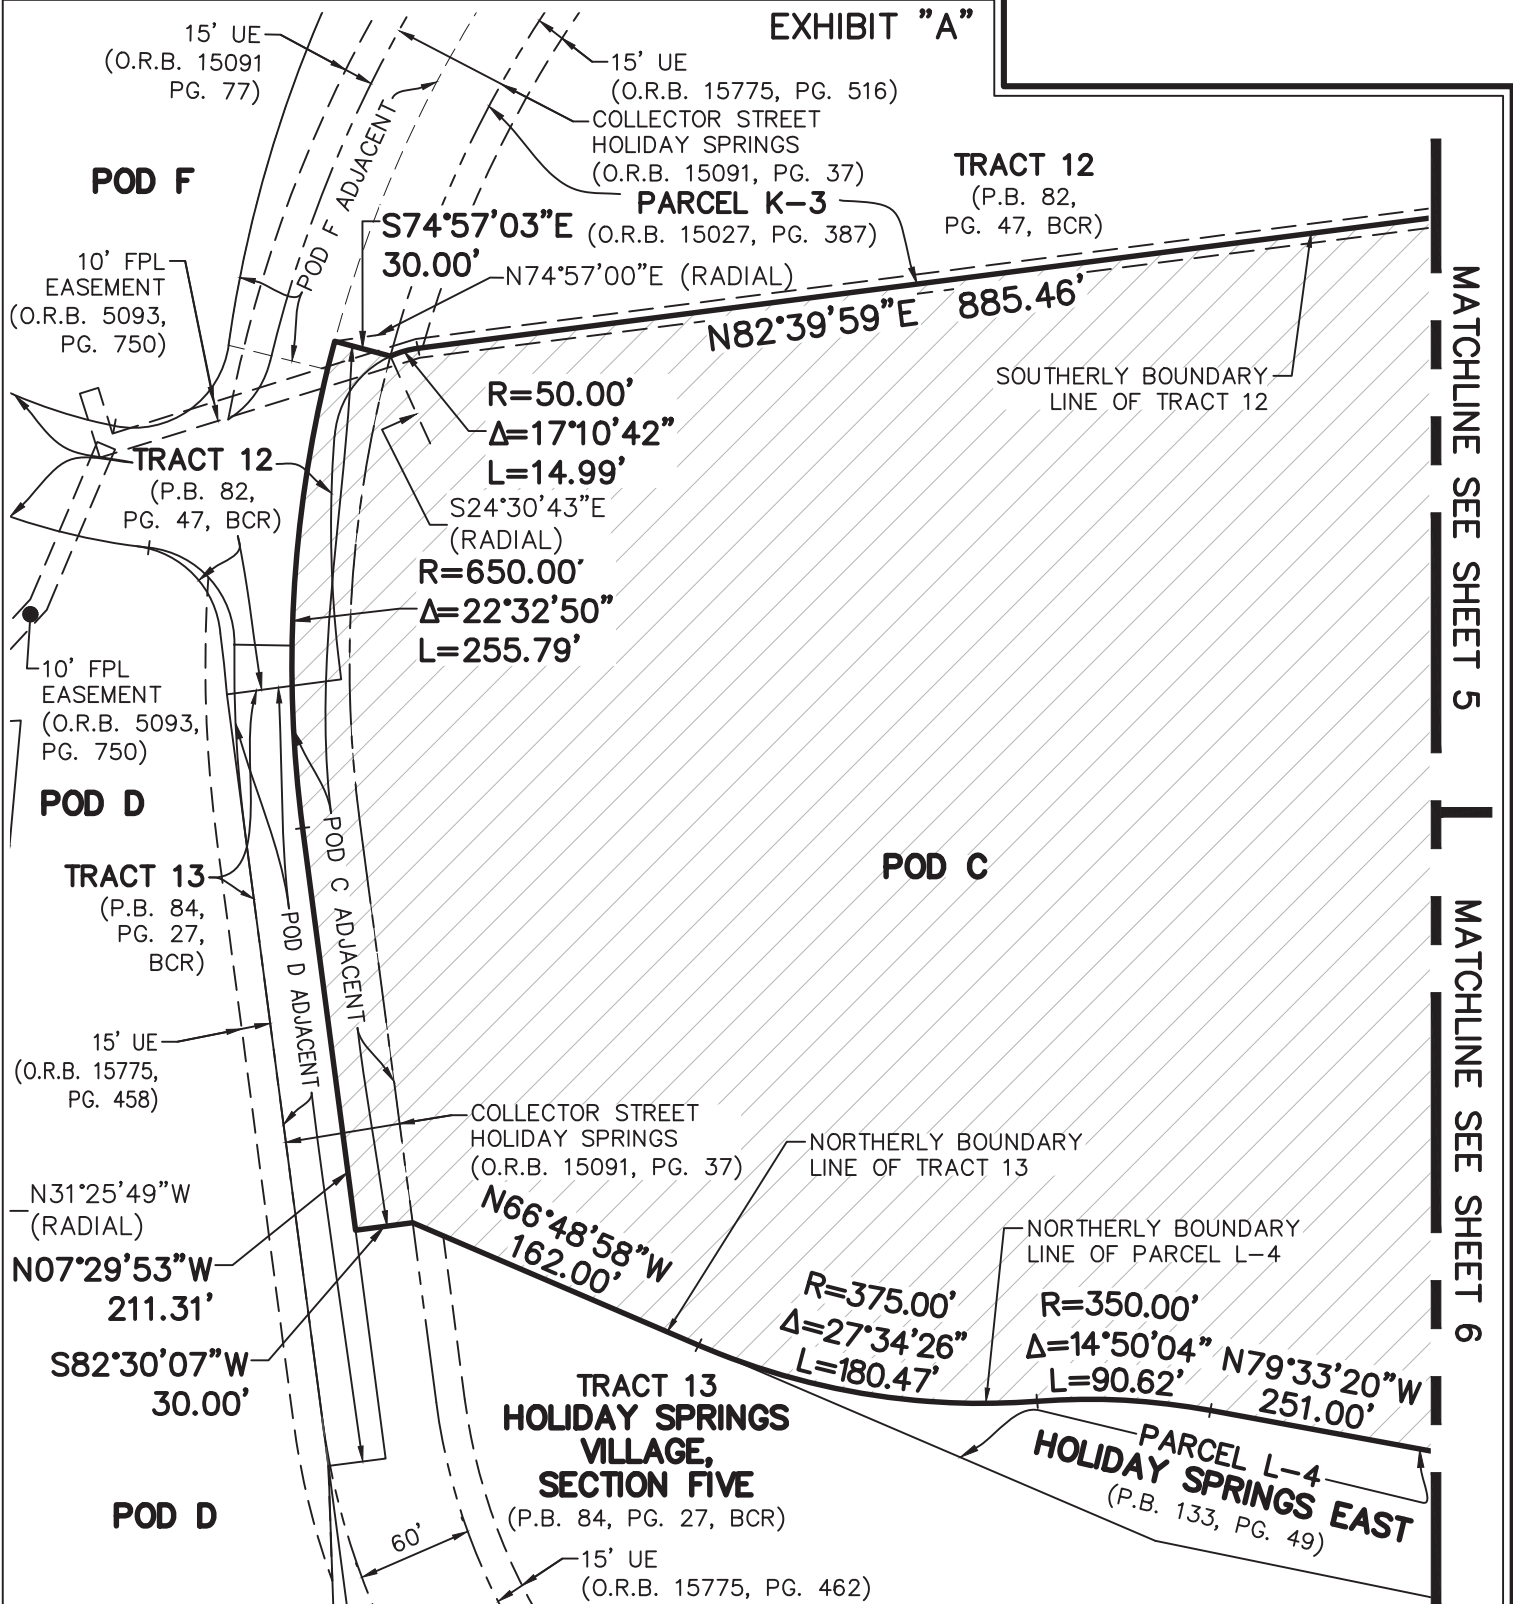 EXHIBIT "A"
15' UE
(O.R.B. 15091
PG. 77)
15' UE
(O.R.B. 15775, PG. 516)
COLLECTOR STREET
HOLIDAY SPRINGS
(O.R.B. 15091, PG. 37)
PARCEL K-3
(O.R.B. 15027, PG. 387)
TRACT 12
(P.B. 82,
PG. 47, BCR)
POD F
POD F ADJACENT
S74°57'03"E
30.00'
N74°57'00"E (RADIAL)
10' FPL
EASEMENT
(O.R.B. 5093,
PG. 750)
N82°39'59"E 885.46'
SOUTHERLY BOUNDARY
LINE OF TRACT 12
MATCHLINE SEE SHEET 5
R=50.00'
Δ=17°10'42"
L=14.99'
TRACT 12
(P.B. 82,
PG. 47, BCR)
S24°30'43"E
(RADIAL)
R=650.00'
Δ=22°32'50"
L=255.79'
10' FPL
EASEMENT
(O.R.B. 5093,
PG. 750)
POD D
POD C
TRACT 13
(P.B. 84,
PG. 27,
BCR)
POD C ADJACENT
POD D ADJACENT
MATCHLINE SEE SHEET 6
15' UE
(O.R.B. 15775,
PG. 458)
COLLECTOR STREET
HOLIDAY SPRINGS
(O.R.B. 15091, PG. 37)
NORTHERLY BOUNDARY
LINE OF TRACT 13
N31°25'49"W
(RADIAL)
N07°29'53"W
211.31'
S82°30'07"W
30.00'
N66°48'58"W
162.00'
NORTHERLY BOUNDARY
LINE OF PARCEL L-4
R=375.00'
Δ=27°34'26"
L=180.47'
R=350.00'
Δ=14°50'04"
L=90.62'
N79°33'20"W
251.00'
TRACT 13
HOLIDAY SPRINGS
VILLAGE,
SECTION FIVE
(P.B. 84, PG. 27, BCR)
PARCEL L-4
HOLIDAY SPRINGS EAST
(P.B. 133, PG. 49)
POD D
60'
15' UE
(O.R.B. 15775, PG. 462)